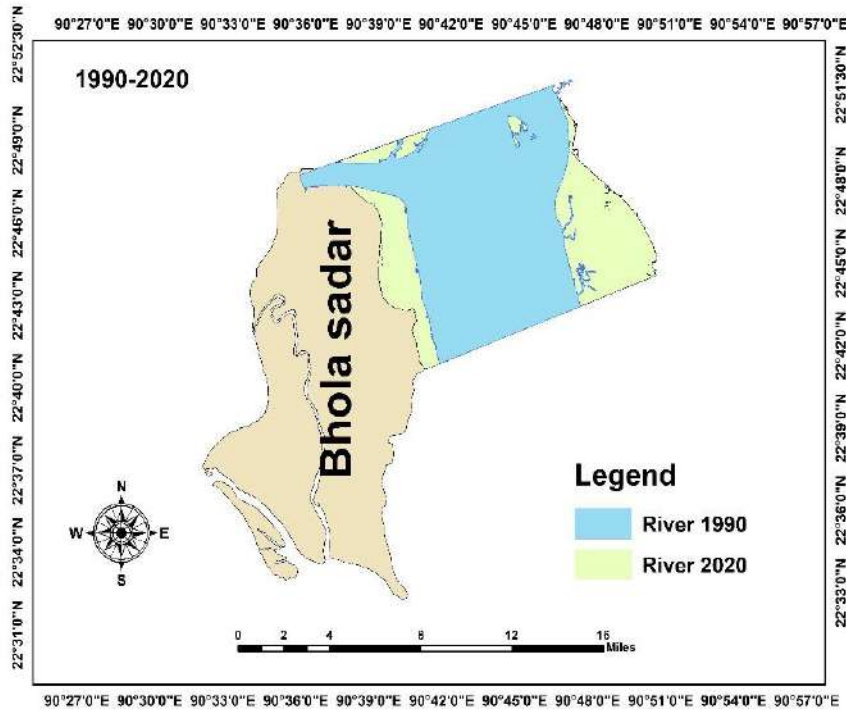 90°27'0"E 90°30'0"E 90°33'0"E 90°36'0"E 90°39'0"E 90°42'0"E 90°45'0"E 90°48'0"E 90°51'0"E 90°54'0"E 90°57'0"E
22°52'30"N
22°49'0"N
22°46'0"N
22°43'0"N
22°40'0"N
22°37'0"N
22°34'0"N
22°31'0"N
1990-2020
Bhola sadar
22°51'30"N
22°48'0"N
22°45'0"N
22°42'0"N
22°39'0"N
22°36'0"N
22°33'0"N
N
W E
S
Legend
River 1990
River 2020
0 2 4 8 12 16
Miles
90°27'0"E 90°30'0"E 90°33'0"E 90°36'0"E 90°39'0"E 90°42'0"E 90°45'0"E 90°48'0"E 90°51'0"E 90°54'0"E 90°57'0"E